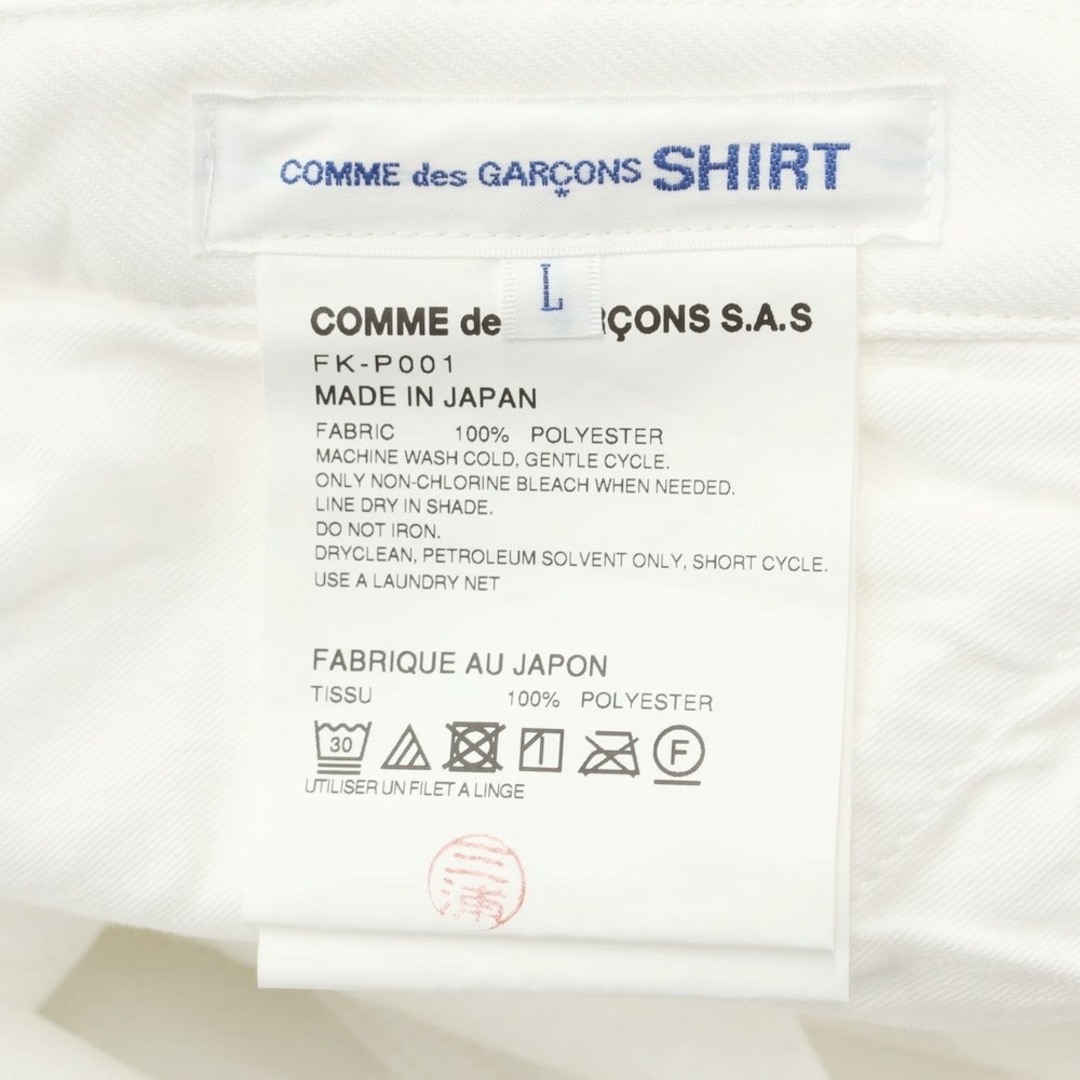 COMME des GARÇONS SHIRT
L
COMME de ÇONS S.A.S
FK-P001
MADE IN JAPAN
FABRIC 100% POLYESTER
MACHINE WASH COLD, GENTLE CYCLE.
ONLY NON-CHLORINE BLEACH WHEN NEEDED.
LINE DRY IN SHADE.
DO NOT IRON.
DRYCLEAN, PETROLEUM SOLVENT ONLY, SHORT CYCLE.
USE A LAUNDRY NET
FABRIQUE AU JAPON
TISSU 100% POLYESTER
30 F
UTILISER UN FILET A LINGE
三浦